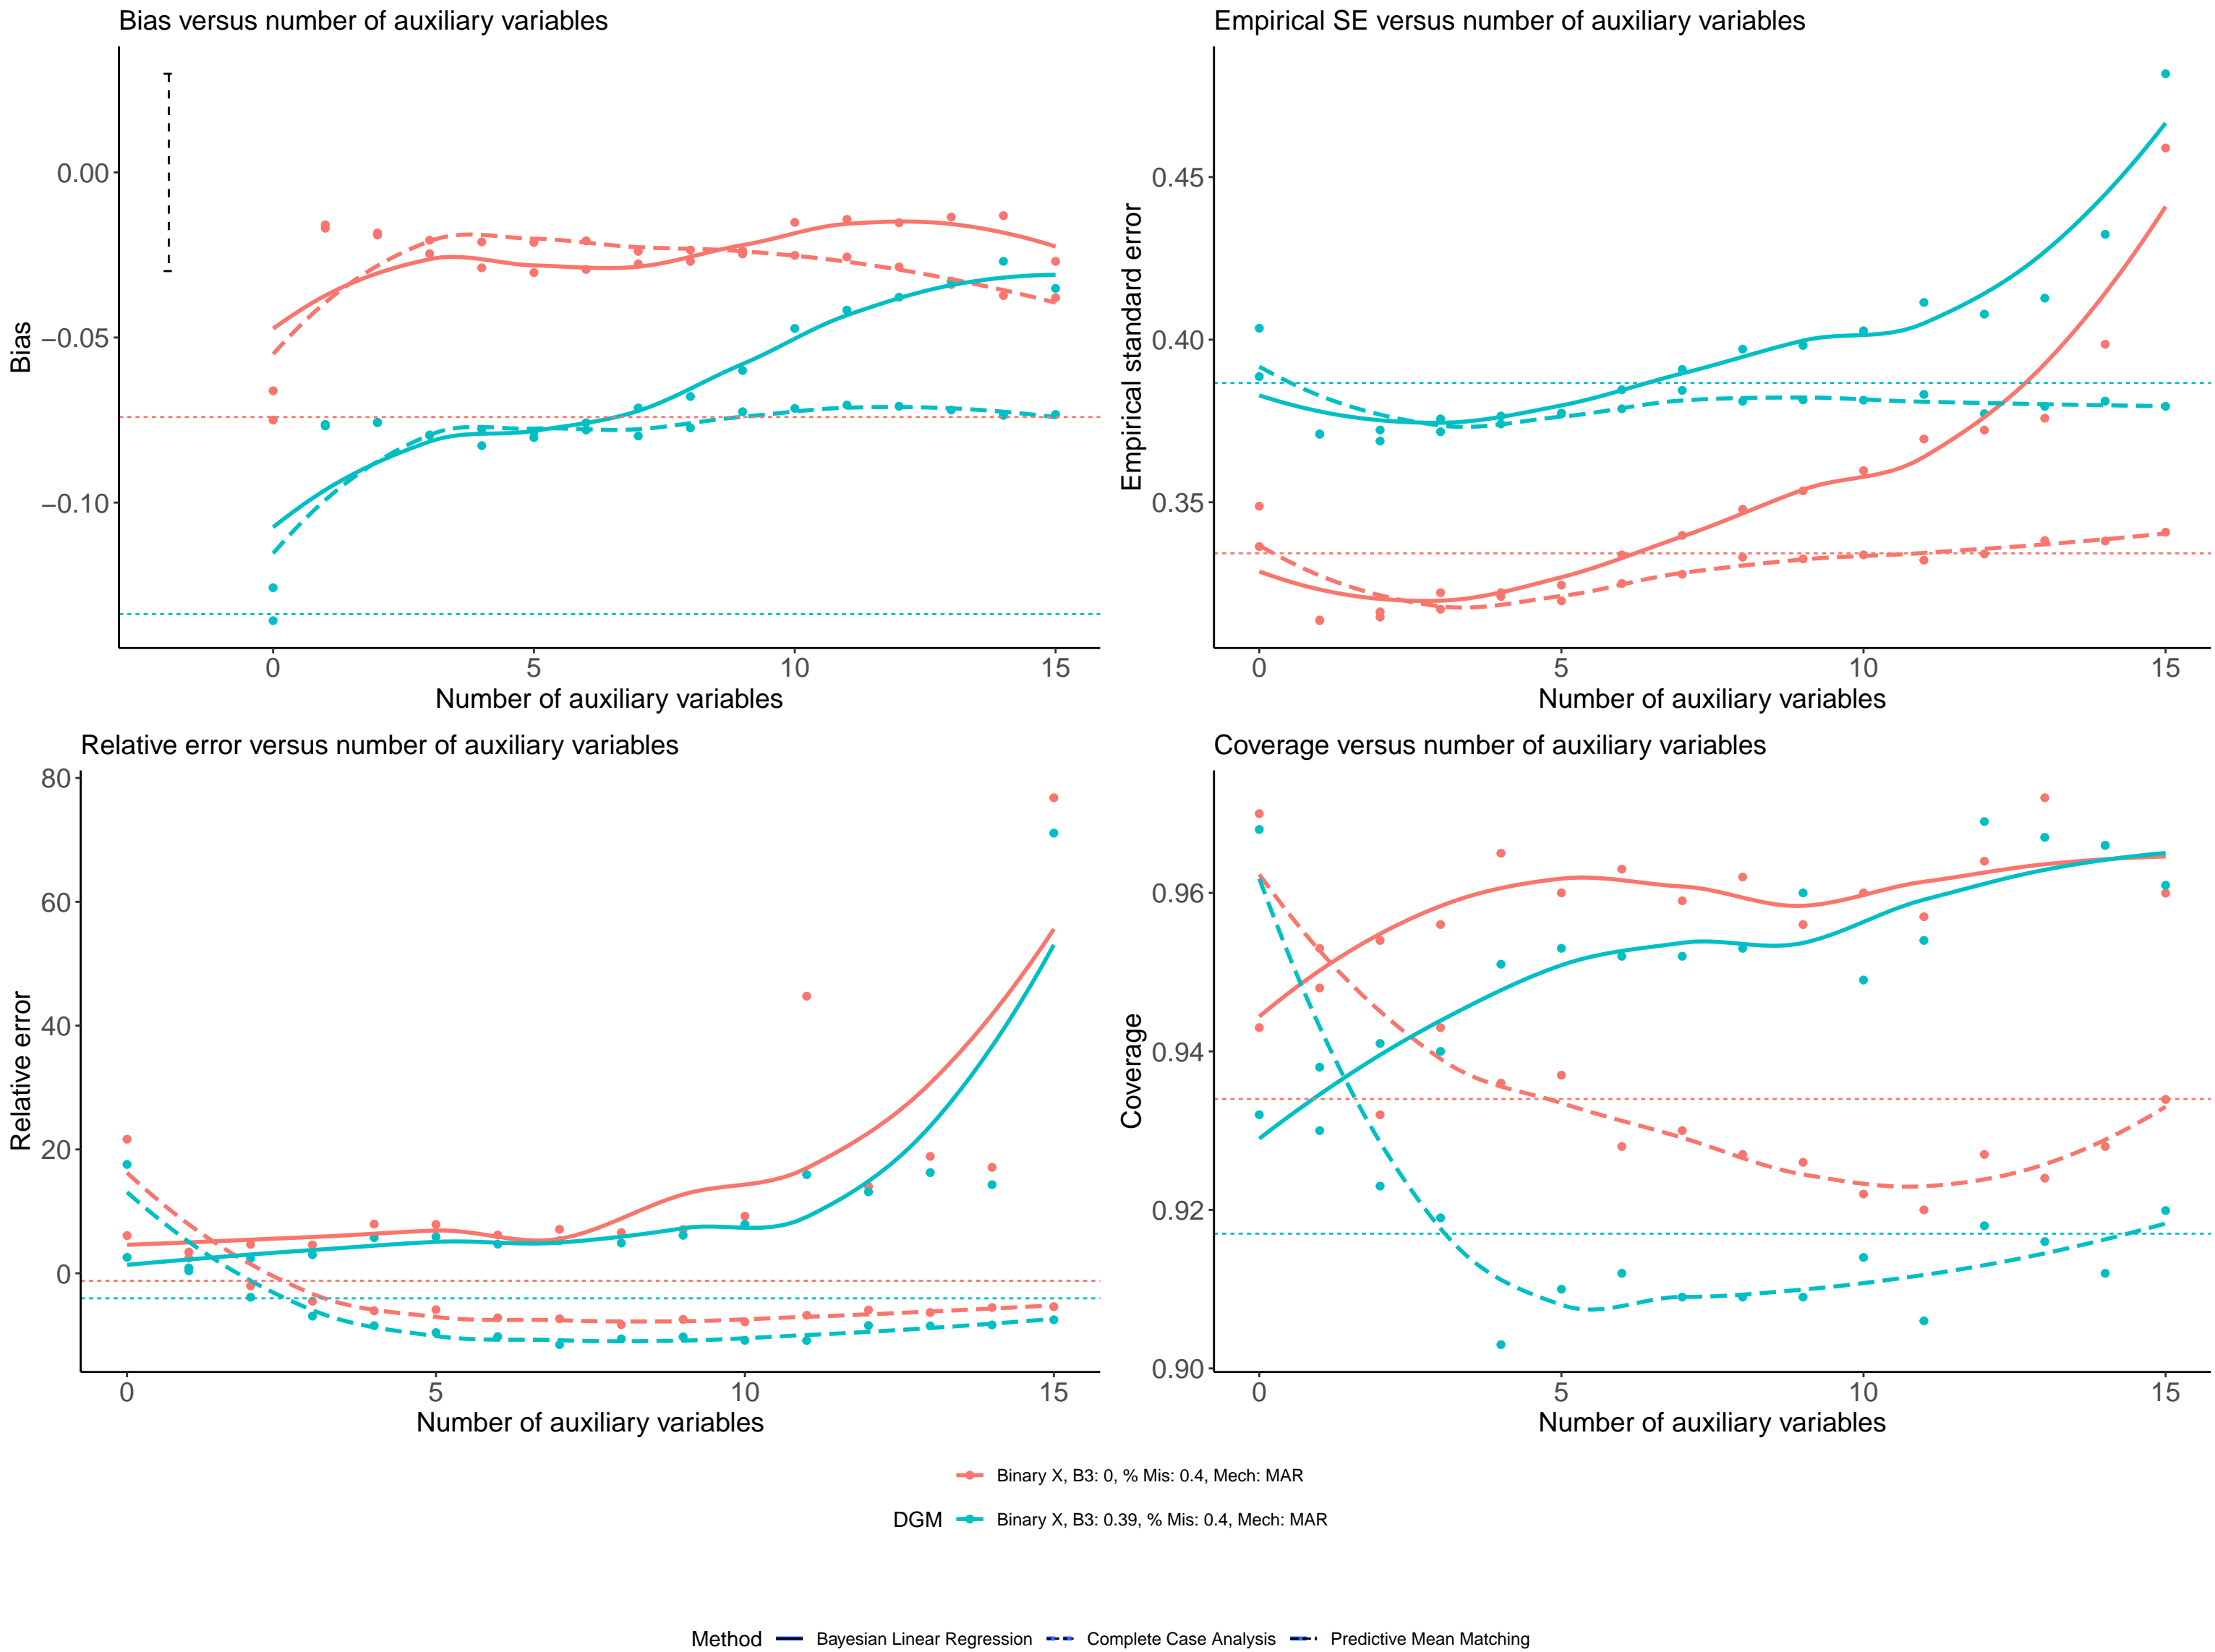 Bias versus number of auxiliary variables
0.00
−0.05
−0.10
Bias
0 5 10 15
Number of auxiliary variables
Empirical SE versus number of auxiliary variables
0.45
0.40
0.35
Empirical standard error
0 5 10 15
Number of auxiliary variables
Relative error versus number of auxiliary variables
80
60
40
20
0
Relative error
0 5 10 15
Number of auxiliary variables
Coverage versus number of auxiliary variables
0.96
0.94
0.92
0.90
Coverage
0 5 10 15
Number of auxiliary variables
Binary X, B3: 0, % Mis: 0.4, Mech: MAR
DGM Binary X, B3: 0.39, % Mis: 0.4, Mech: MAR
Method Bayesian Linear Regression Complete Case Analysis Predictive Mean Matching